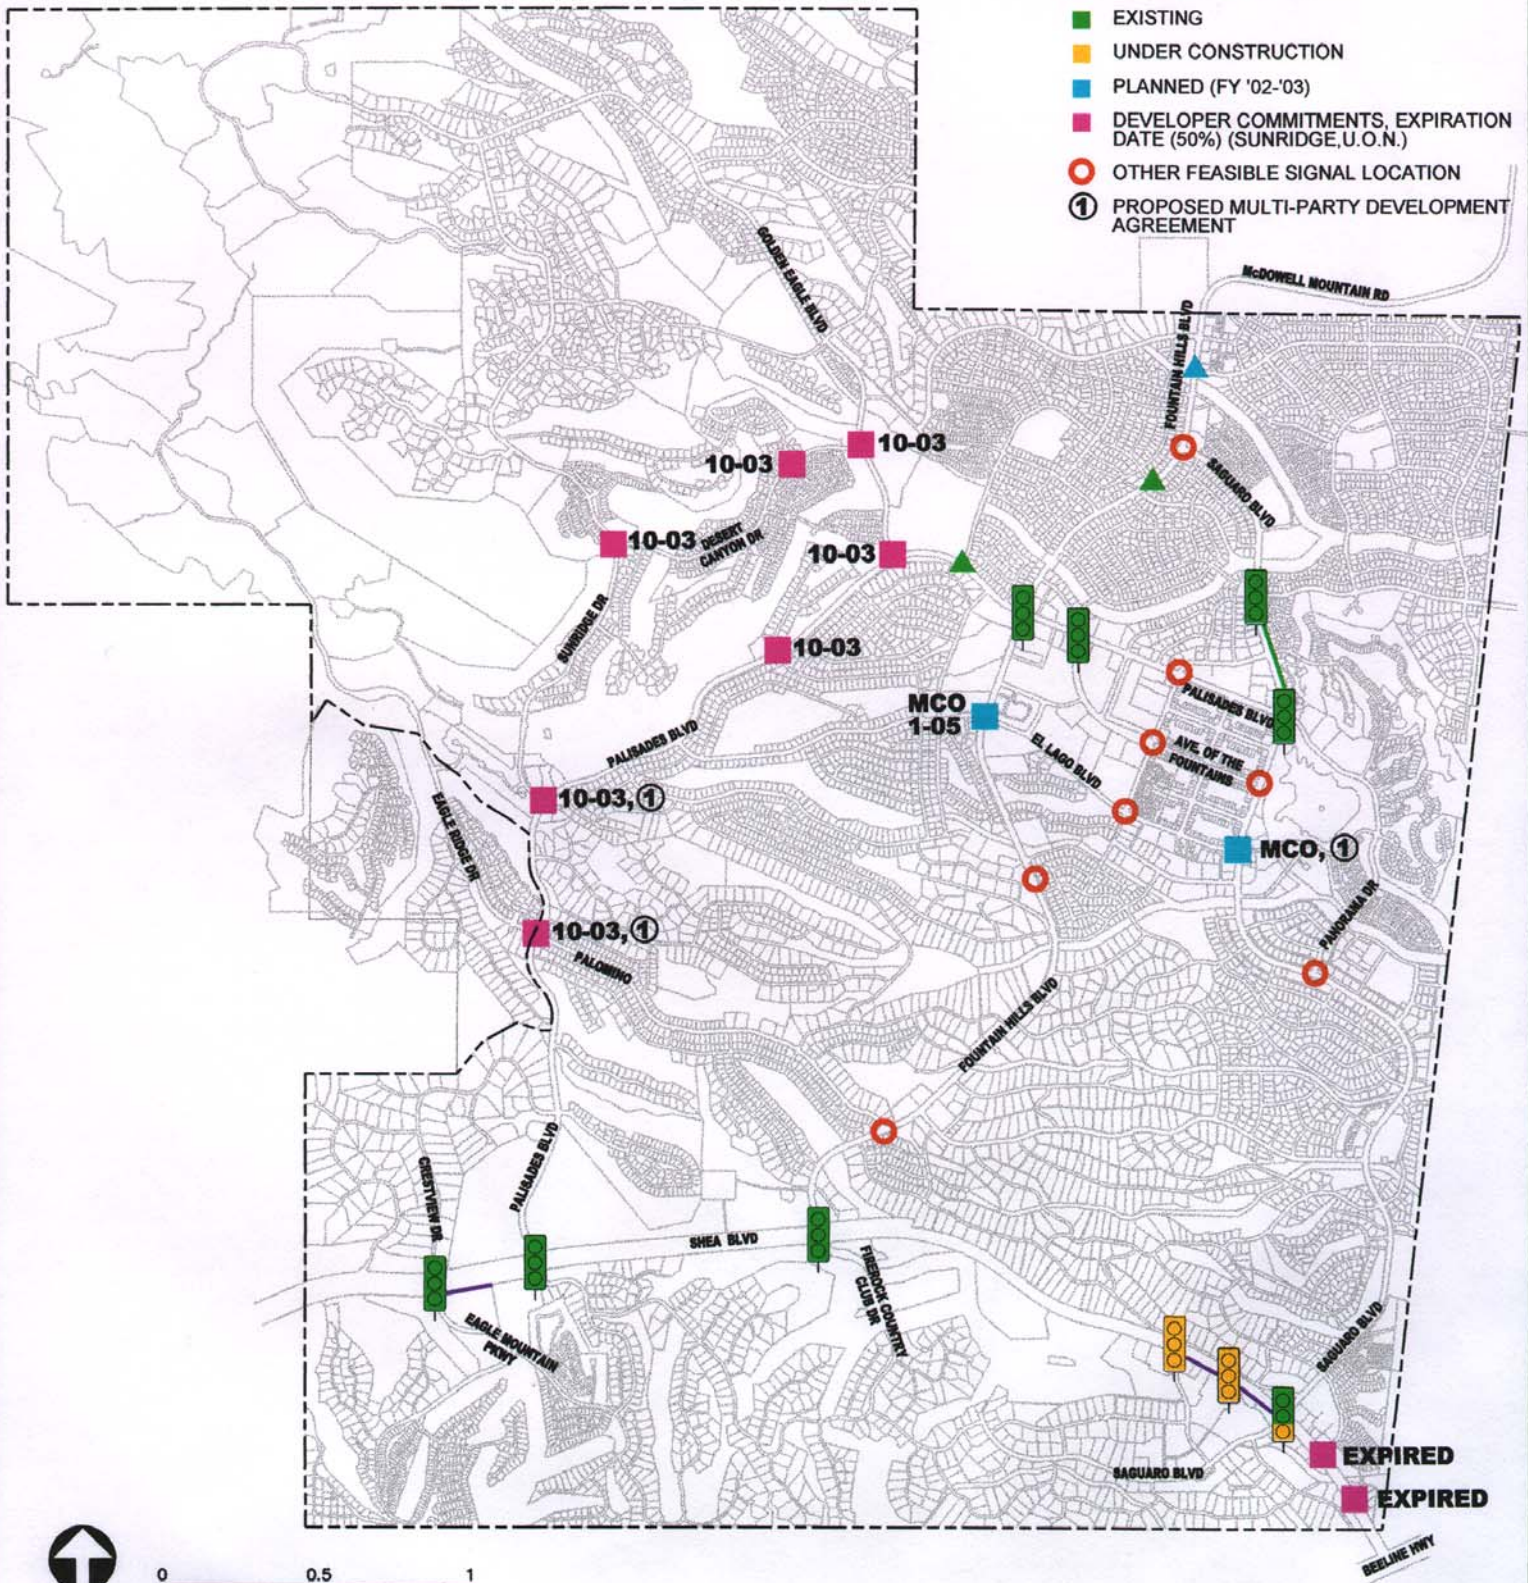 EXISTING
UNDER CONSTRUCTION
PLANNED (FY '02-'03)
DEVELOPER COMMITMENTS, EXPIRATION
DATE (50%) (SUNRIDGE,U.O.N.)
OTHER FEASIBLE SIGNAL LOCATION
1 PROPOSED MULTI-PARTY DEVELOPMENT
AGREEMENT
McDOWELL MOUNTAIN RD
GOLDEN EAGLE BLVD
FOUNTAIN HILLS BLVD
10-03
10-03
SAGUARO BLVD
10-03
DESERT
CANYON DR
10-03
SUNRIDGE DR
10-03
PALISADES BLVD
MCO
1-05
PALISADES BLVD
EL LAGO BLVD
AVE. OF THE
FOUNTAINS
10-03, 1
EAGLE RIDGE DR
MCO, 1
10-03, 1
PALOMINO
PANORAMA DR
FOUNTAIN HILLS BLVD
CRESTVIEW DR
PALISADES BLVD
SHEA BLVD
FIREROCK COUNTRY
CLUB DR
EAGLE MOUNTAIN
PKWY
SAGUARO BLVD
EXPIRED
SAGUARO BLVD
EXPIRED
BEELINE HWY
0 0.5 1